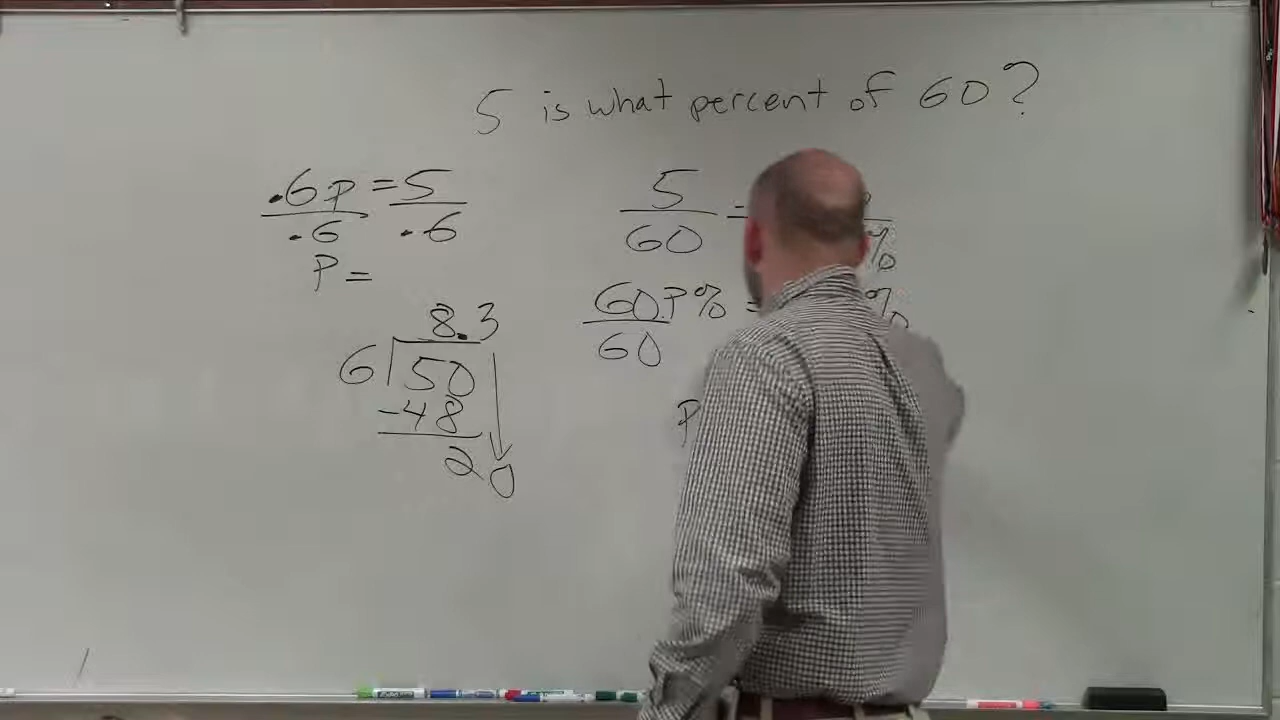 5 is what percent of 60?
.6P = 5
.6 .6
P =
8.3
6 50
-48
20
5 =
60 %
60P% = %
60
P